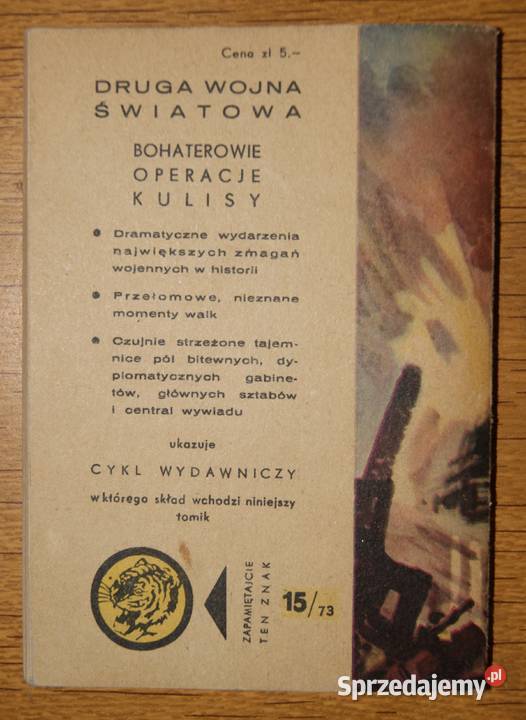 Cena zł 5.–
DRUGA WOJNA
ŚWIATOWA
BOHATEROWIE
OPERACJE
KULISY
● Dramatyczne wydarzenia
największych zmagań
wojennych w historii
● Przełomowe, nieznane
momenty walk
● Czujnie strzeżone tajem-
nice pól bitewnych, dy-
plomatycznych gabine-
tów, głównych sztabów
i central wywiadu
ukazuje
CYKL WYDAWNICZY
w którego skład wchodzi niniejszy
tomik
ZAPAMIĘTAJCIE
TEN ZNAK
15/73
Sprzedajemy.pl